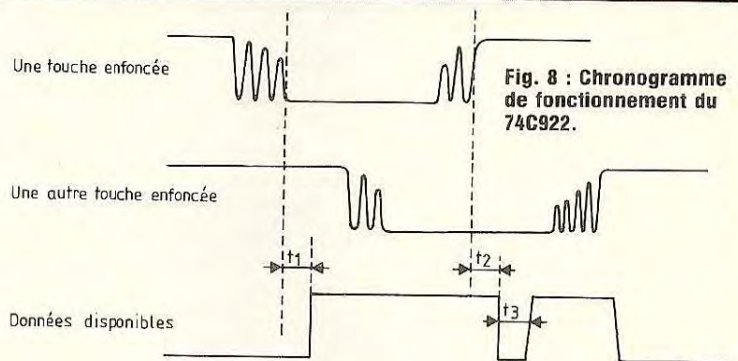 Une touche enfoncée
Fig. 8 : Chronogramme
de fonctionnement du
74C922.
Une autre touche enfoncée
t1
t2
t3
Données disponibles